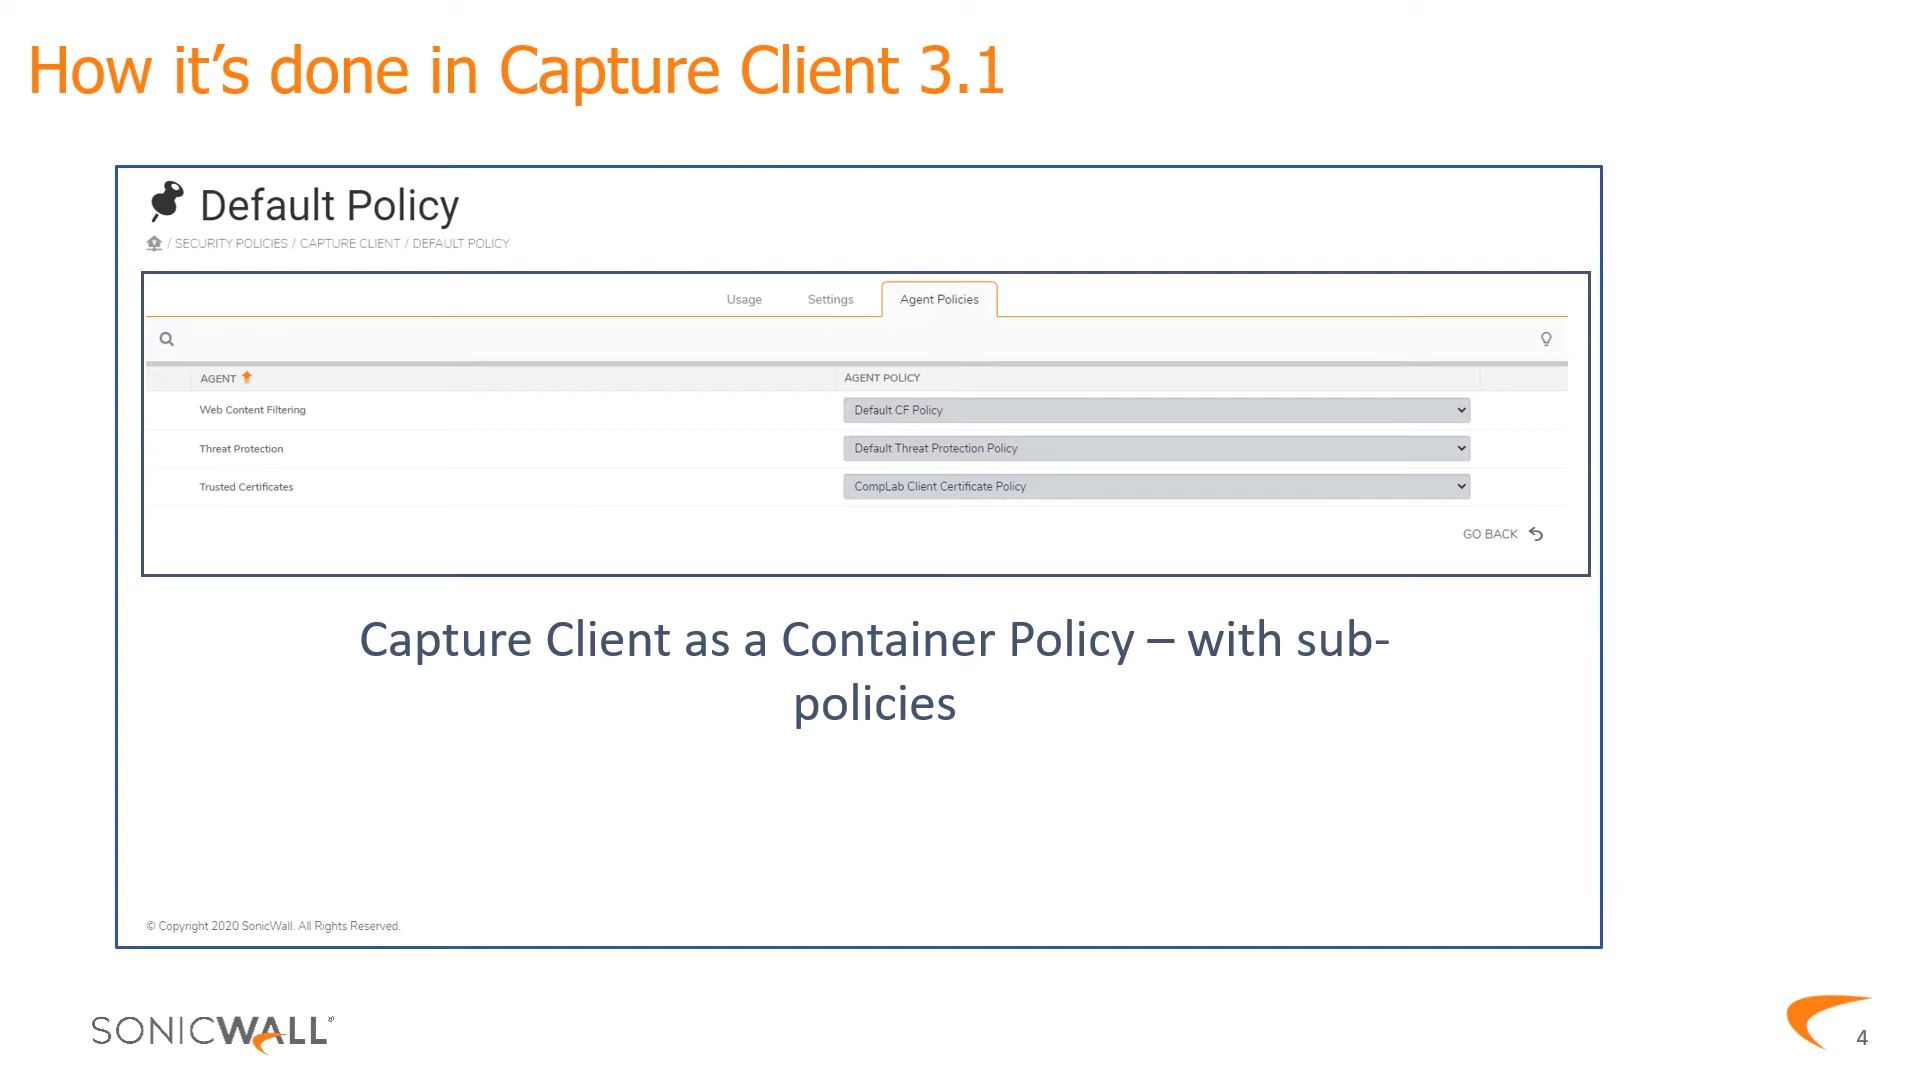 How it’s done in Capture Client 3.1
Default Policy
/ SECURITY POLICIES / CAPTURE CLIENT / DEFAULT POLICY
Usage Settings Agent Policies
AGENT AGENT POLICY
Web Content Filtering Default CF Policy
Threat Protection Default Threat Protection Policy
Trusted Certificates CompLab Client Certificate Policy
GO BACK
Capture Client as a Container Policy – with sub-
policies
© Copyright 2020 SonicWall. All Rights Reserved.
SONICWALL®
4